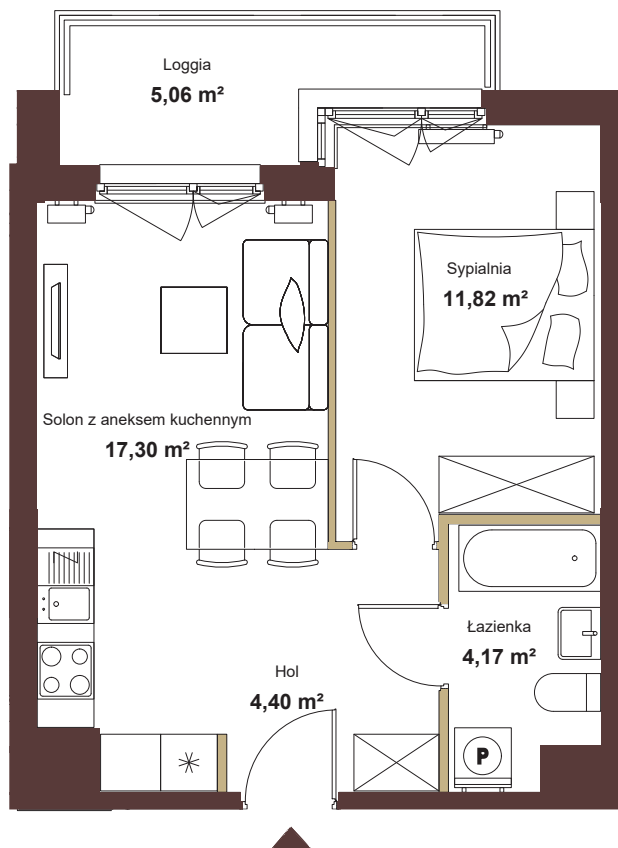 Loggia
5,06 m²
Sypialnia
11,82 m²
Solon z aneksem kuchennym
17,30 m²
Łazienka
4,17 m²
Hol
4,40 m²
P